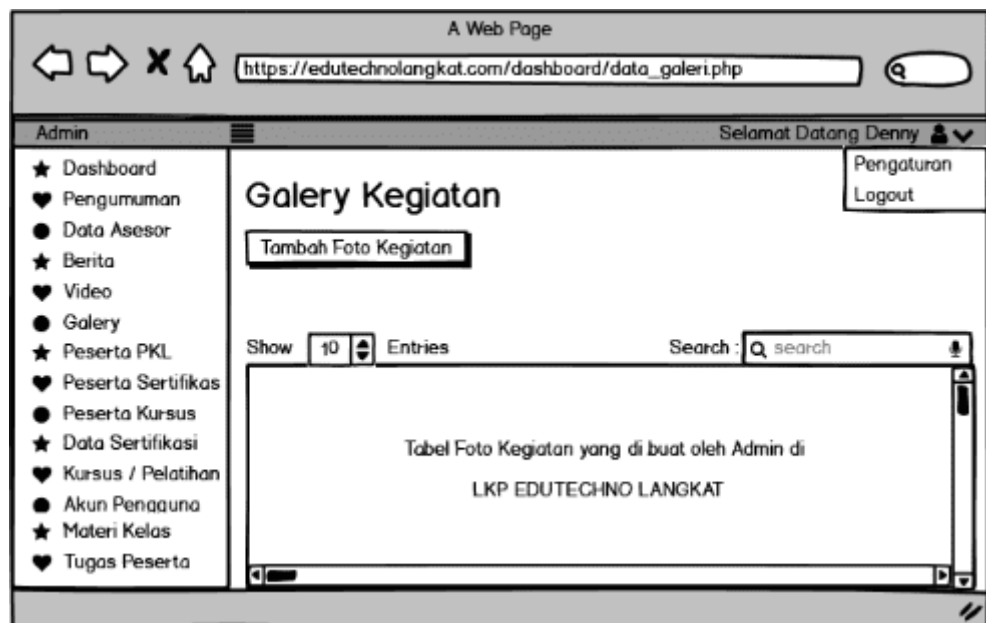 A Web Page
https://edutechnolangkat.com/dashboard/data_galeri.php
Admin
Selamat Datang Denny
Pengaturan
Logout
Dashboard
Pengumuman
Data Asesor
Berita
Video
Galery
Peserta PKL
Peserta Sertifikas
Peserta Kursus
Data Sertifikasi
Kursus / Pelatihan
Akun Pengguna
Materi Kelas
Tugas Peserta
Galery Kegiatan
Tambah Foto Kegiatan
Show 10 Entries
Search : search
Tabel Foto Kegiatan yang di buat oleh Admin di
LKP EDUTECHNO LANGKAT